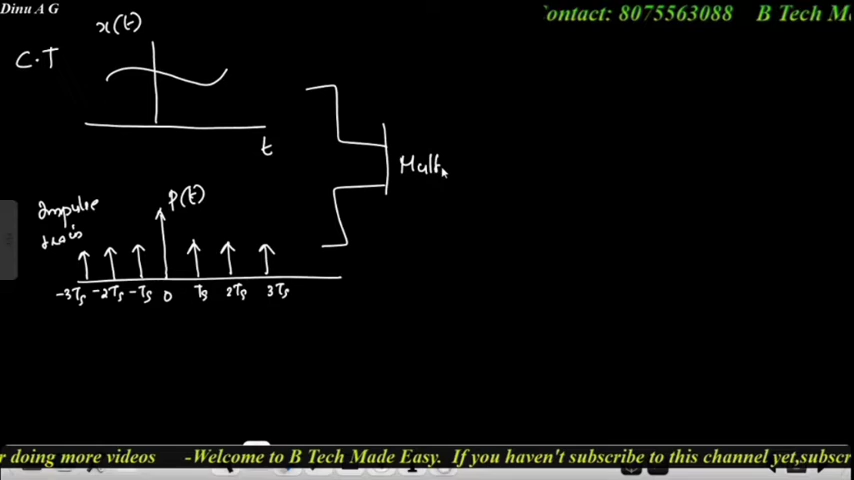 Dinu A G
Contact: 8075563088 B Tech M
x(t)
C.T
t
Mult
Impulse
train
P(t)
-3Ts -2Ts -Ts 0 Ts 2Ts 3Ts
r doing more videos -Welcome to B Tech Made Easy. If you haven't subscribe to this channel yet,subscr